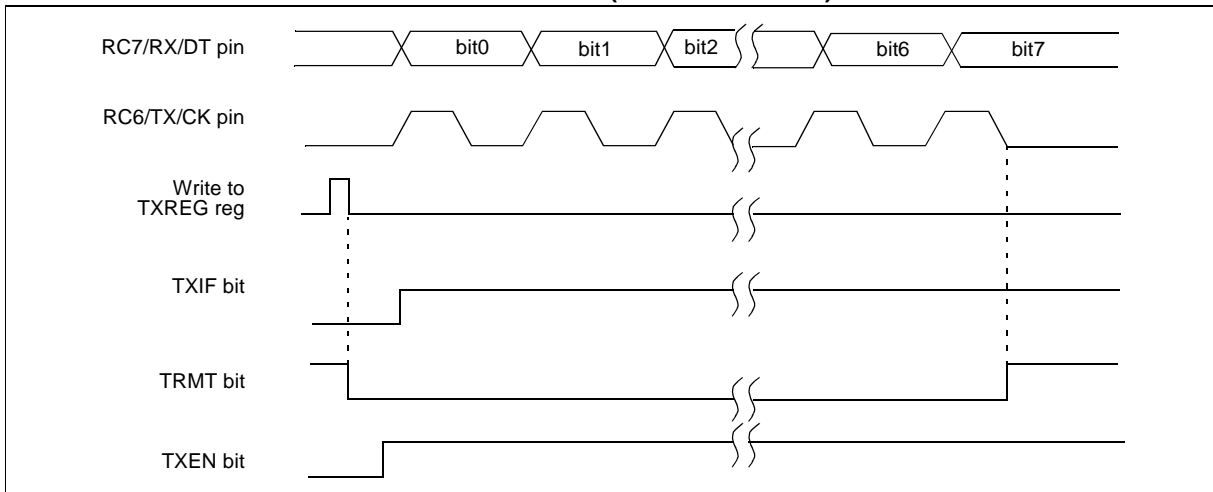 RC7/RX/DT pin
bit0
bit1
bit2
bit6
bit7
RC6/TX/CK pin
Write to
TXREG reg
TXIF bit
TRMT bit
TXEN bit